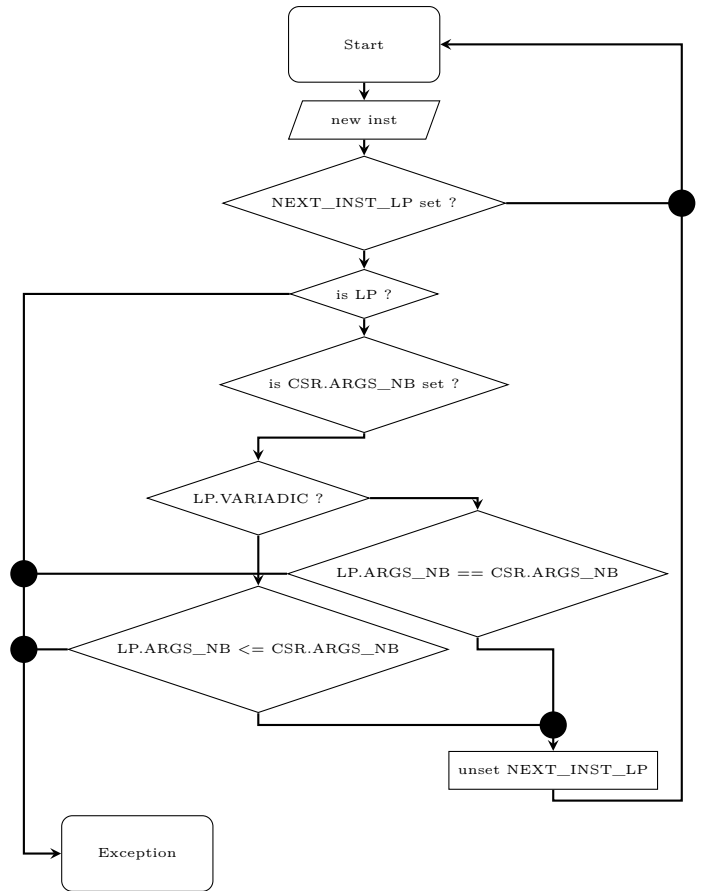 Start
new inst
NEXT_INST_LP set ?
is LP ?
is CSR.ARGS_NB set ?
LP.VARIADIC ?
LP.ARGS_NB == CSR.ARGS_NB
LP.ARGS_NB <= CSR.ARGS_NB
unset NEXT_INST_LP
Exception